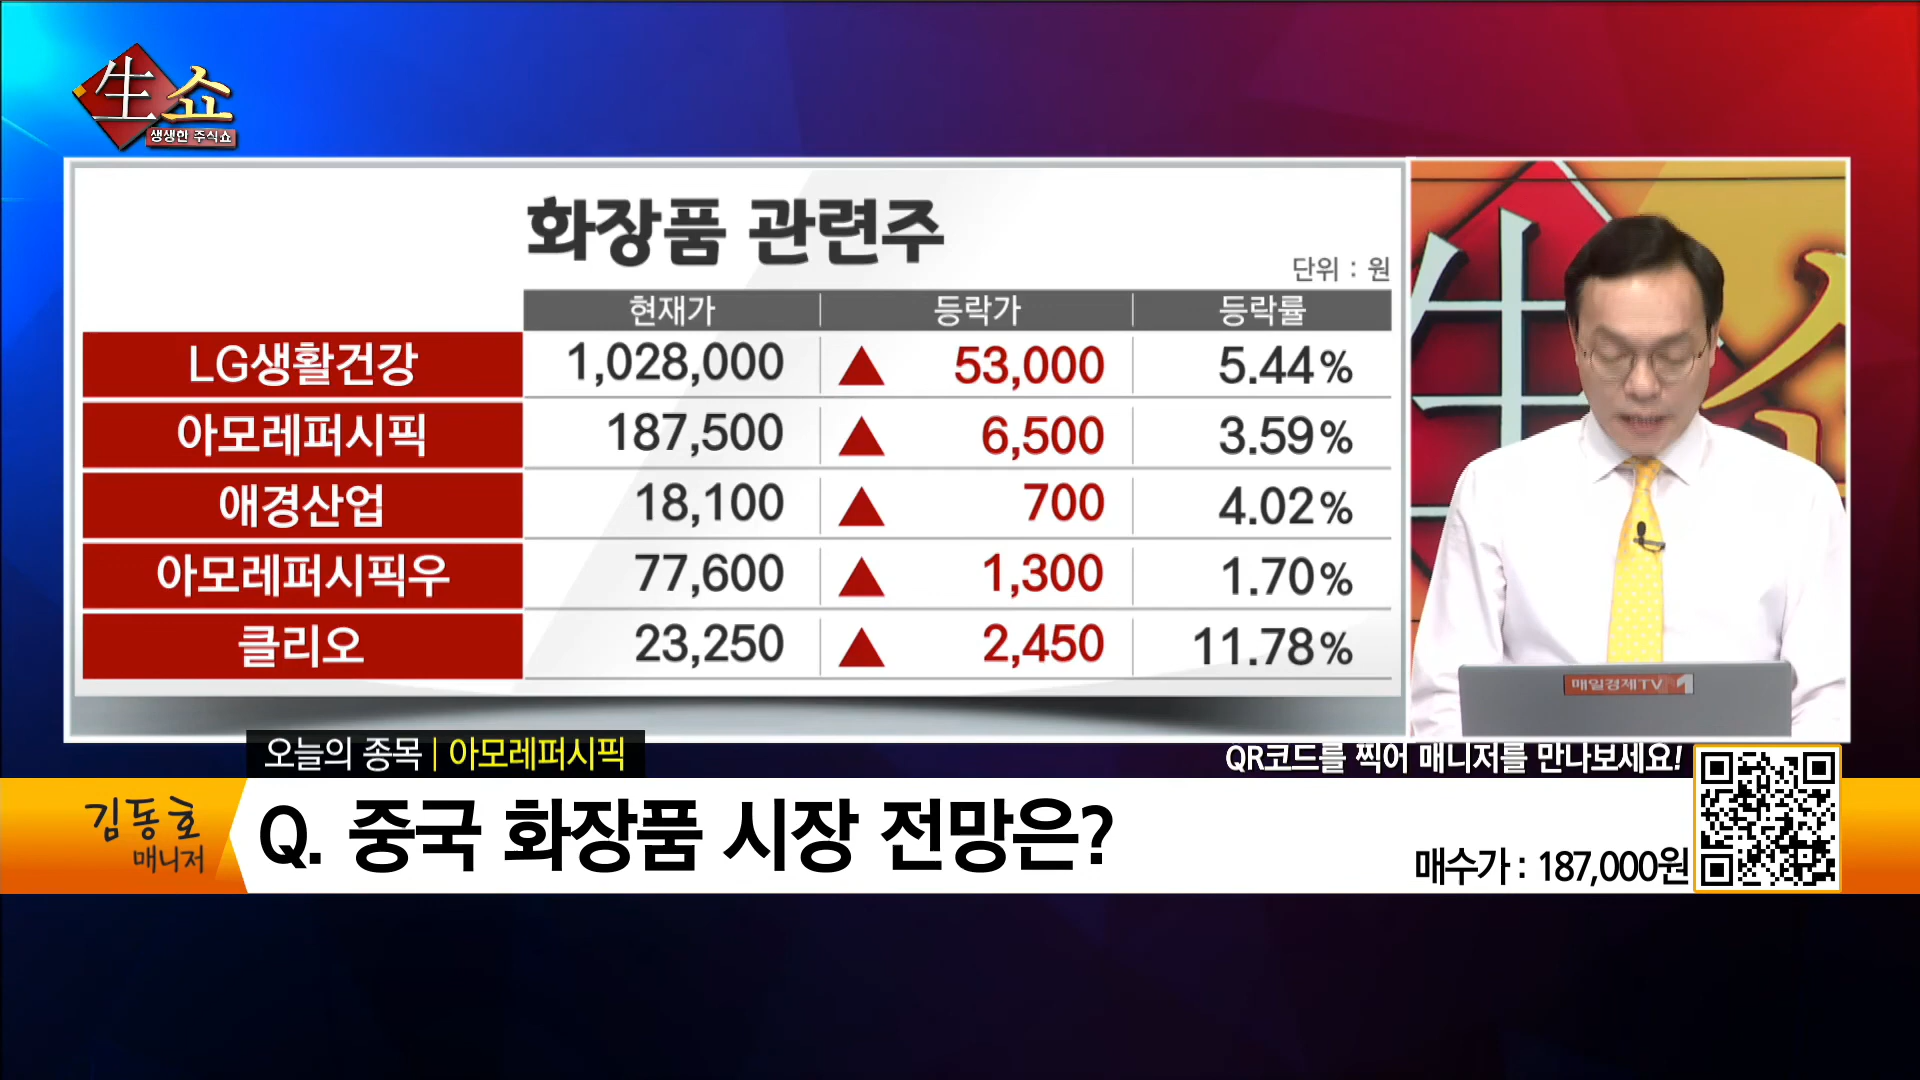 生쇼
생생한 주식쇼
화장품 관련주
단위 : 원
현재가 등락가 등락률
LG생활건강 1,028,000 ▲ 53,000 5.44%
아모레퍼시픽 187,500 ▲ 6,500 3.59%
애경산업 18,100 ▲ 700 4.02%
아모레퍼시픽우 77,600 ▲ 1,300 1.70%
클리오 23,250 ▲ 2,450 11.78%
생쇼
매일경제TV 1
오늘의 종목 | 아모레퍼시픽
QR코드를 찍어 매니저를 만나보세요!
김동호
매니저
Q. 중국 화장품 시장 전망은?
매수가 : 187,000원